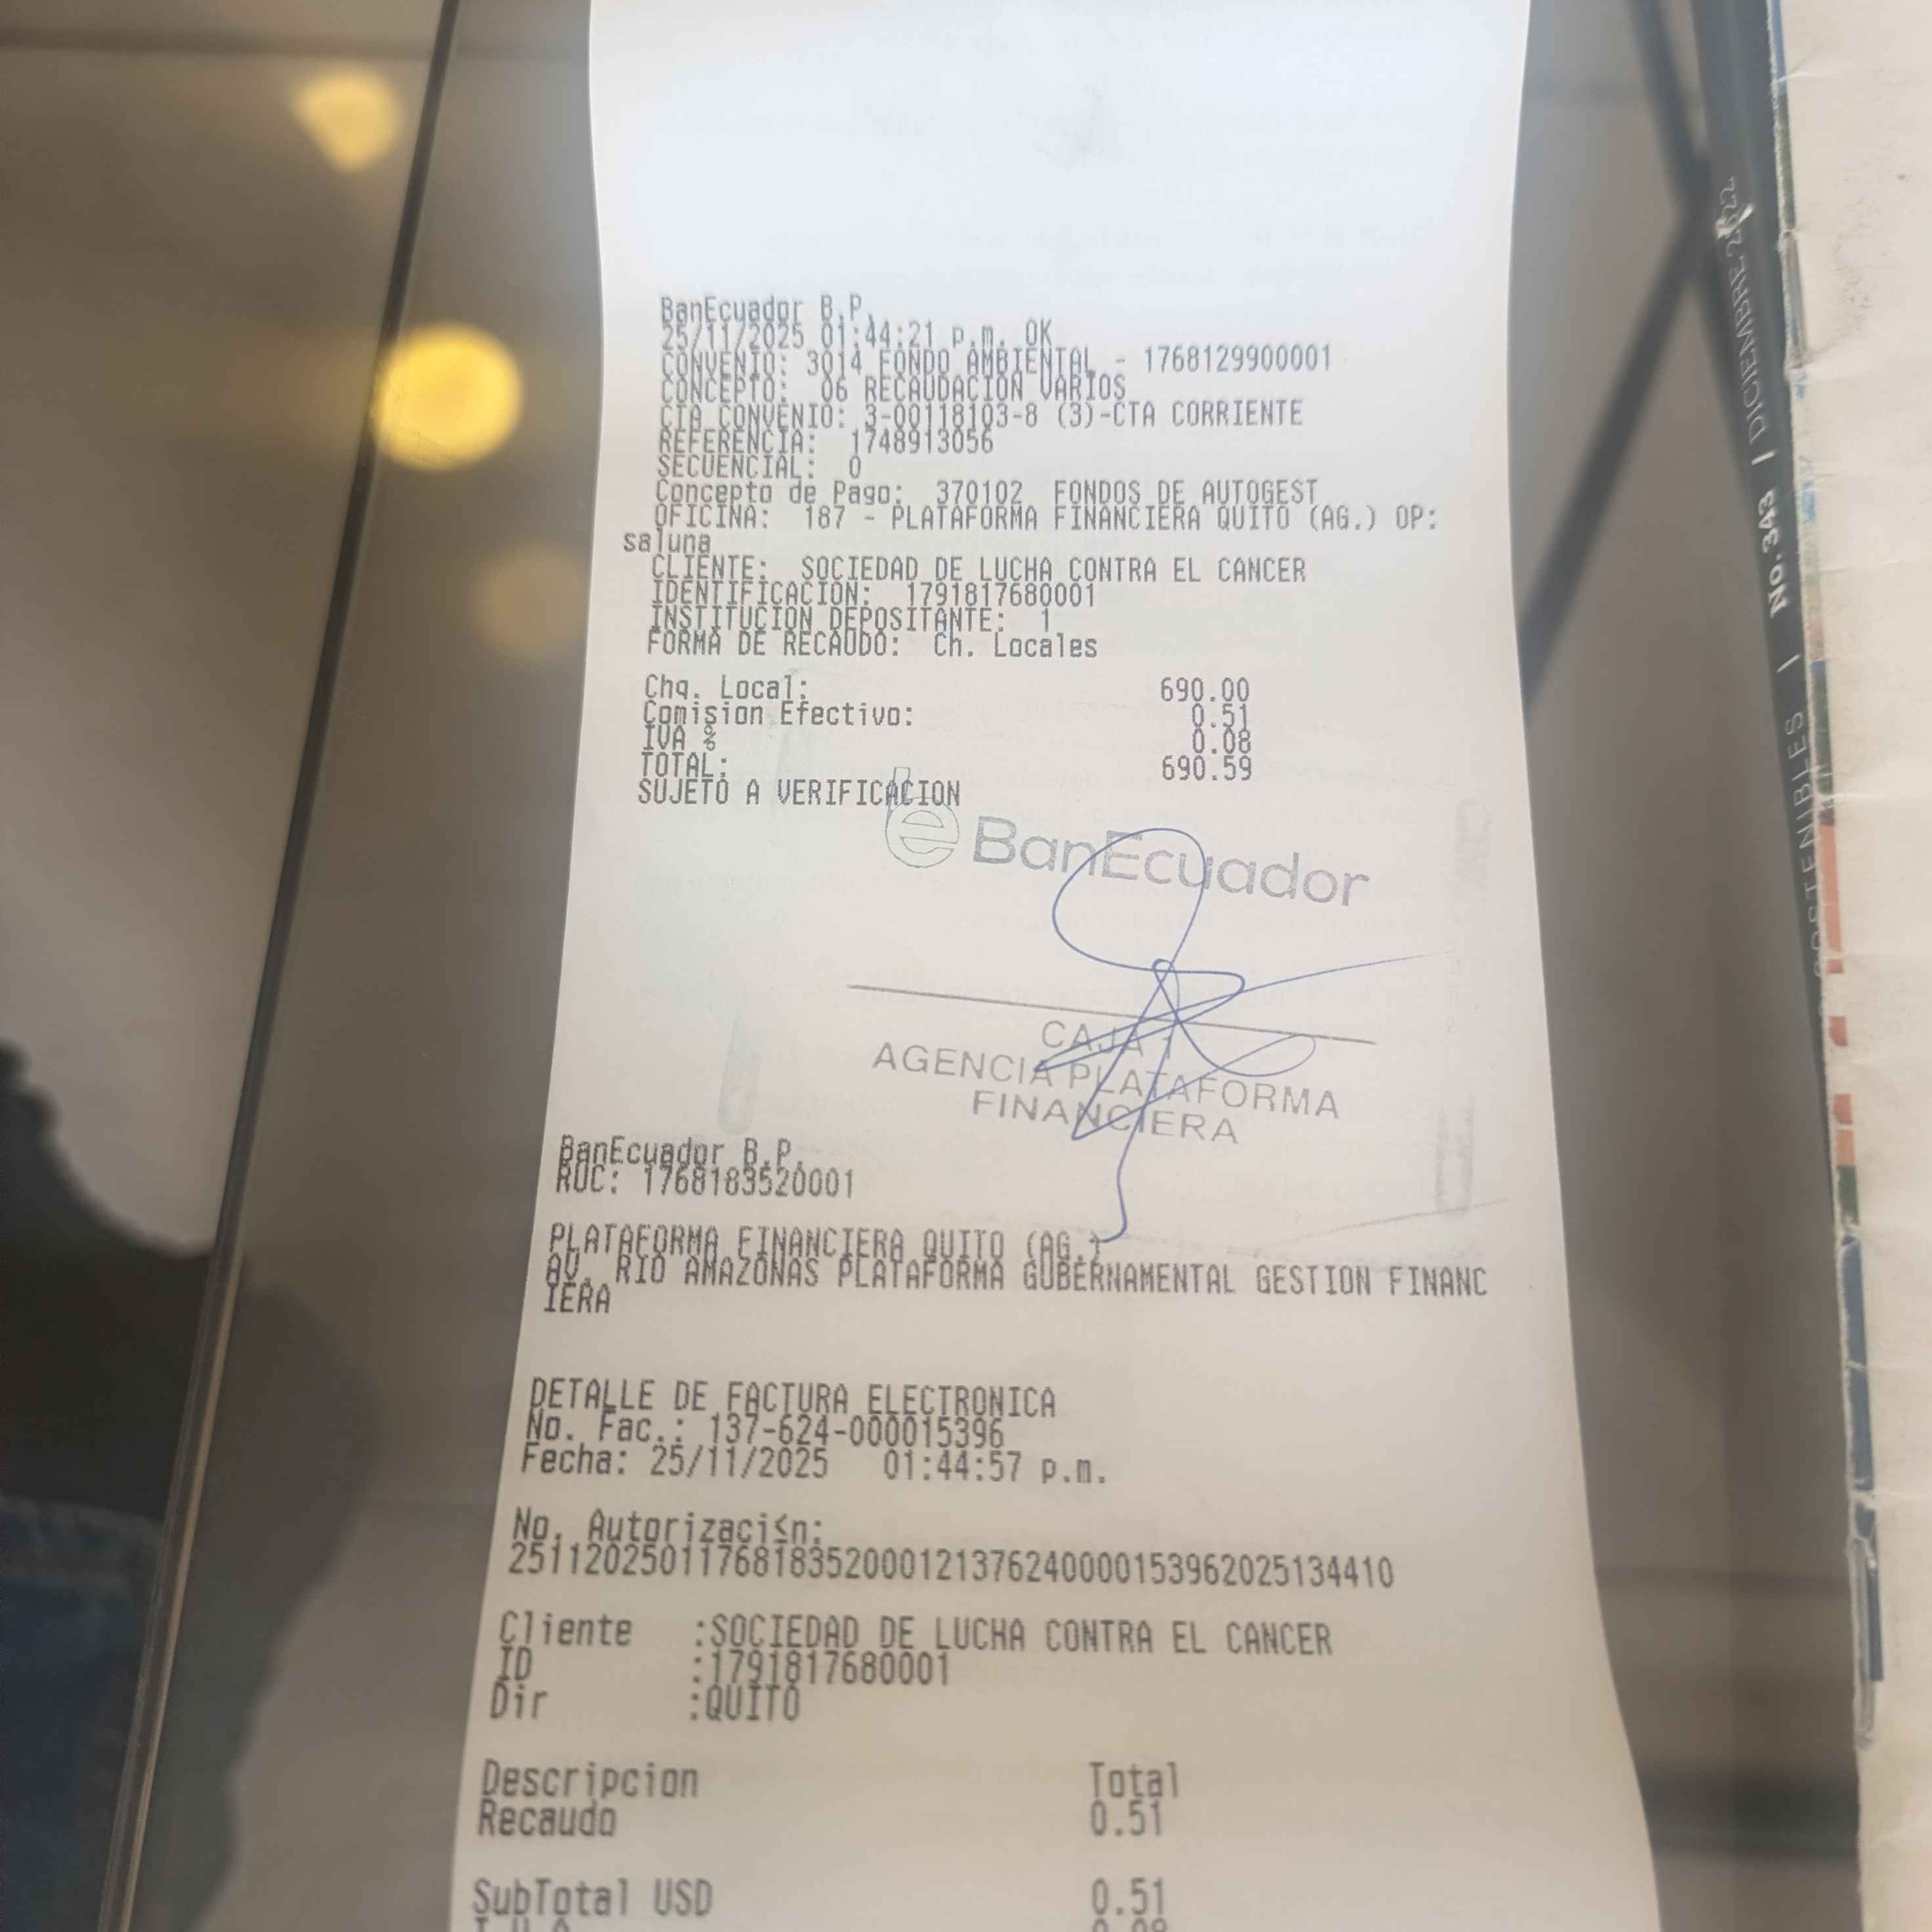 BanEcuador B.P.
25/11/2025 01:44:21 p.m. OK
CONVENIO: 3014 FONDO AMBIENTAL - 1768129900001
CONCEPTO: 06 RECAUDACION VARIOS
CTA CONVENIO: 3-00118103-8 (3)-CTA CORRIENTE
REFERENCIA: 1748913056
SECUENCIAL: 0
Concepto de Pago: 370102 FONDOS DE AUTOGEST
OFICINA: 187 - PLATAFORMA FINANCIERA QUITO (AG.) OP:
saluna
CLIENTE: SOCIEDAD DE LUCHA CONTRA EL CANCER
IDENTIFICACION: 1791817680001
INSTITUCION DEPOSITANTE: 1
FORMA DE RECAUDO: Ch. Locales
Chq. Local: 690.00
Comision Efectivo: 0.51
IVA % 0.08
TOTAL: 690.59
SUJETO A VERIFICACION
BanEcuador
CAJA 1
AGENCIA PLATAFORMA
FINANCIERA
BanEcuador B.P.
RUC: 1768183520001
PLATAFORMA FINANCIERA QUITO (AG.)
AV. RIO AMAZONAS PLATAFORMA GUBERNAMENTAL GESTION FINANC
IERA
DETALLE DE FACTURA ELECTRONICA
No. Fac.: 137-624-000015396
Fecha: 25/11/2025 01:44:57 p.m.
No. Autorizaci≤n:
2511202501176818352000121376240000153962025134410
Cliente :SOCIEDAD DE LUCHA CONTRA EL CANCER
ID :1791817680001
Dir :QUITO
Descripcion Total
Recaudo 0.51
SubTotal USD 0.51
No. 343 | DICIEMBRE 2022